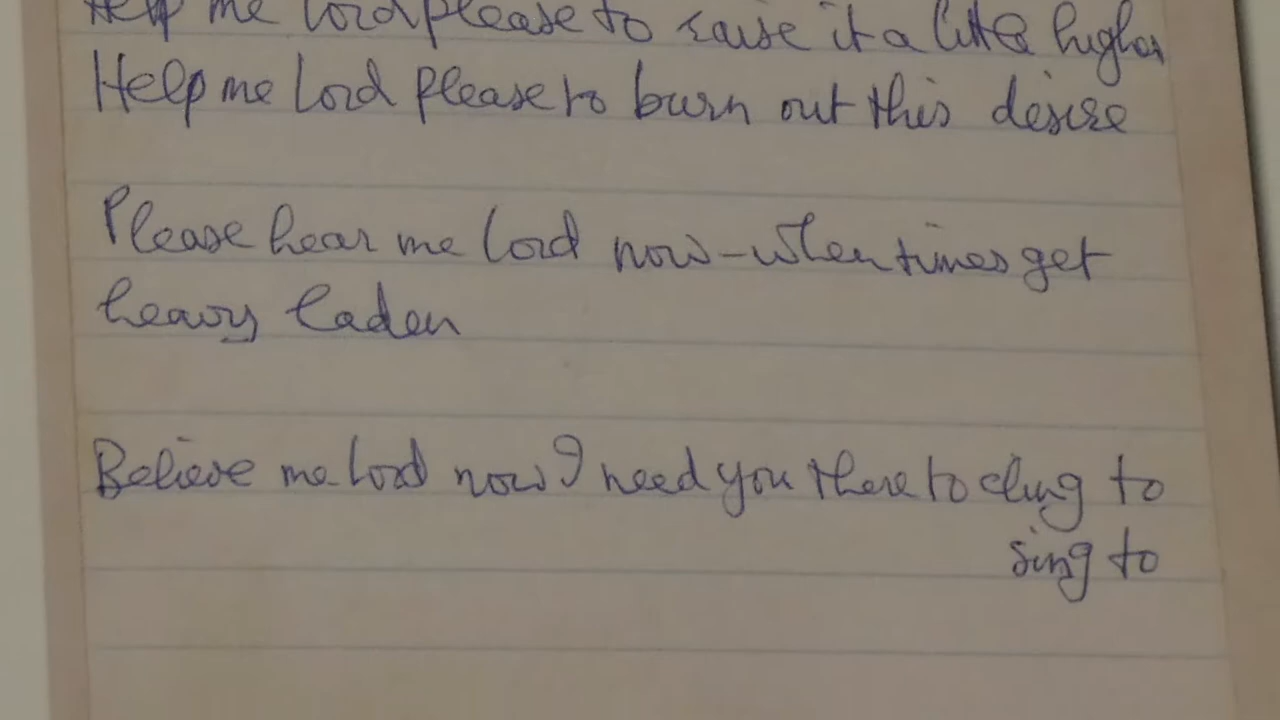 Help me Lord please to raise it a little higher
Help me Lord please to burn out this desire
Please hear me Lord now - when times get
heavy laden
Believe me Lord now I need you there to cling to
sing to